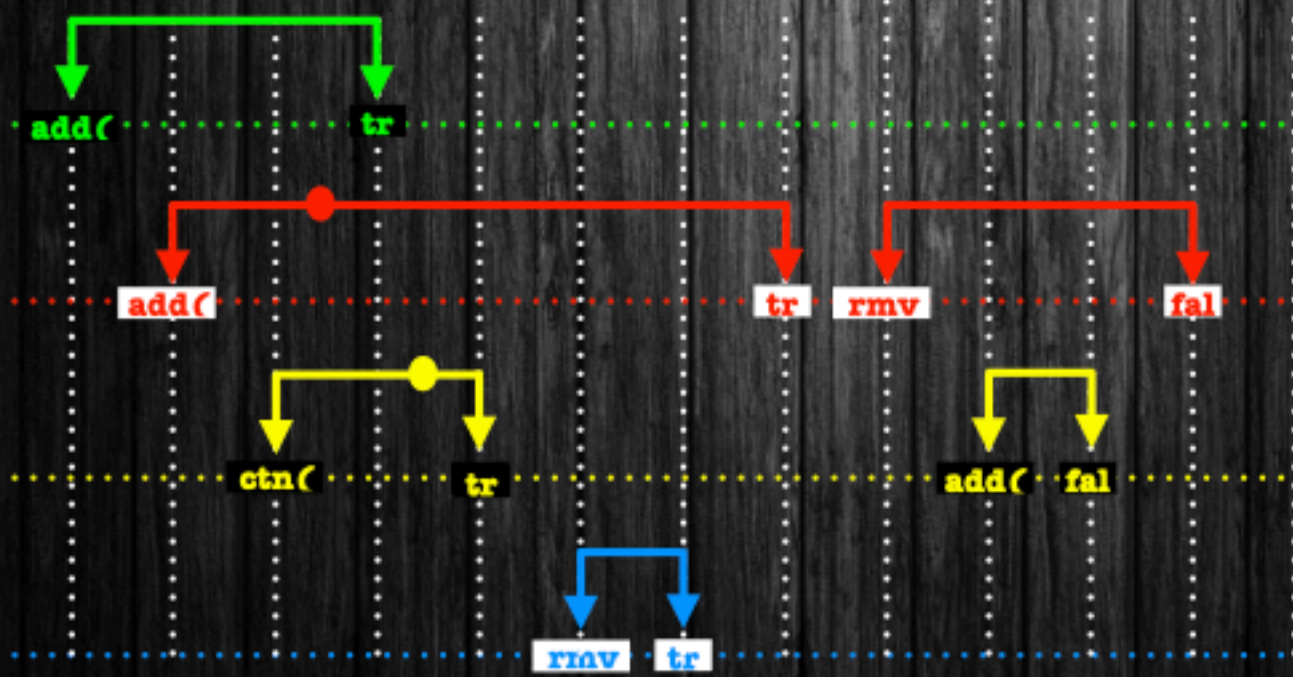 add( tr
add( tr rmv fal
ctn( tr add( fal
rmv tr